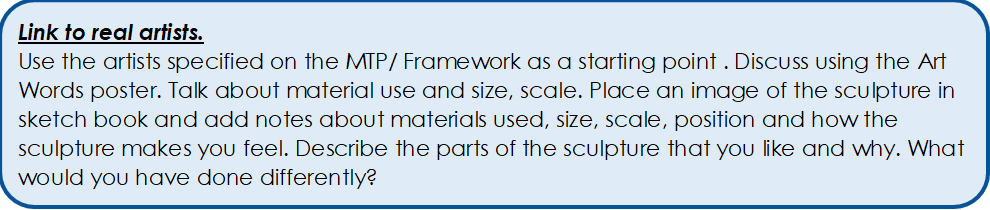 Link to real artists.
Use the artists specified on the MTP/ Framework as a starting point . Discuss using the Art
Words poster. Talk about material use and size, scale. Place an image of the sculpture in
sketch book and add notes about materials used, size, scale, position and how the
sculpture makes you feel. Describe the parts of the sculpture that you like and why. What
would you have done differently?